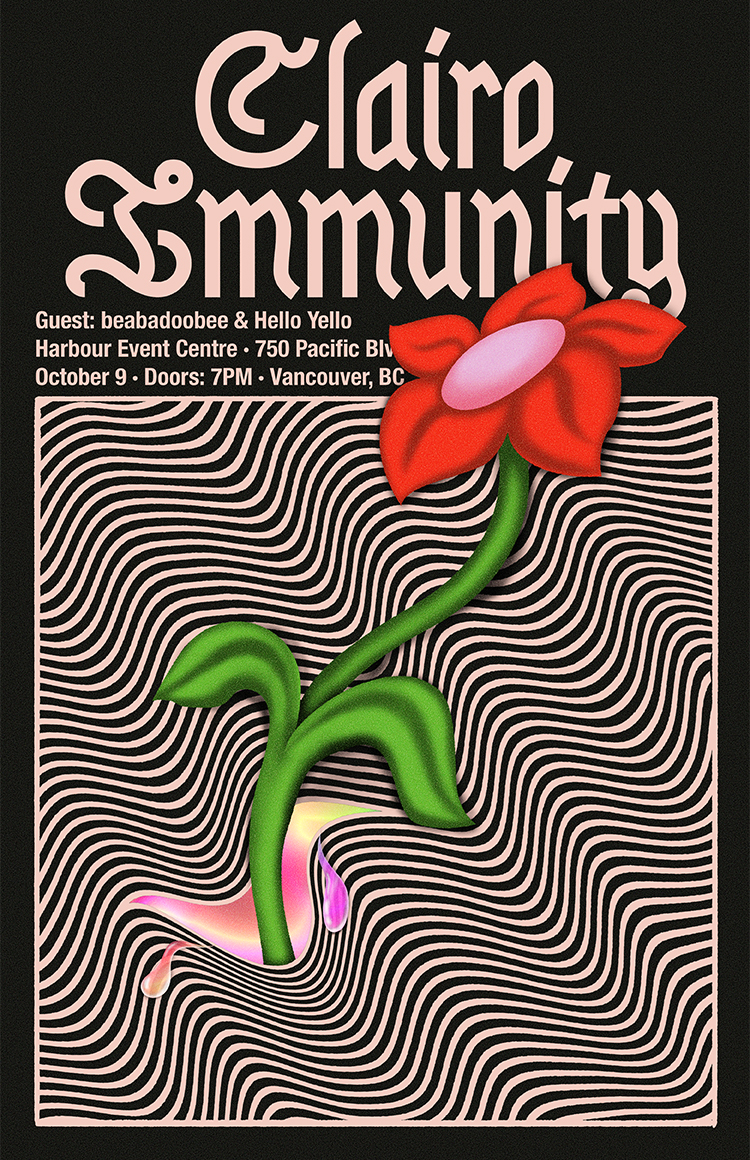 Clairo
Immunity
Guest: beabadoobee & Hello Yello
Harbour Event Centre • 750 Pacific Blv
October 9 • Doors: 7PM • Vancouver, BC